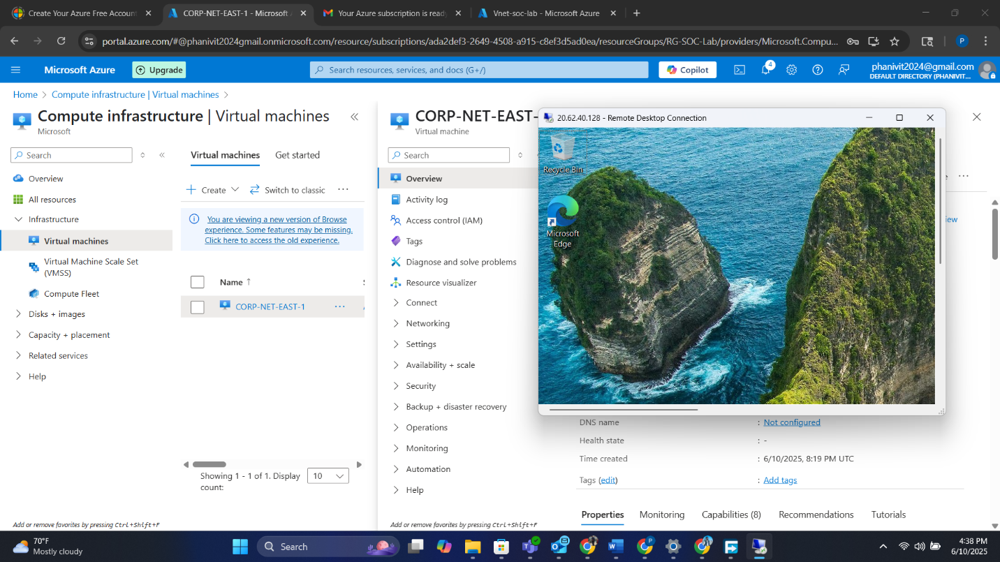 Create Your Azure Free Account
CORP-NET-EAST-1 - Microsoft
Your Azure subscription is read
Vnet-soc-lab - Microsoft Azure
portal.azure.com/#@phanivit2024gmail.onmicrosoft.com/resource/subscriptions/ada2def3-2649-4508-a915-c8ef3d5ad0ea/resourceGroups/RG-SOC-Lab/providers/Microsoft.Compu...
P
Microsoft Azure
Upgrade
Search resources, services, and docs (G+/)
Copilot
4
phanivit2024@gmail.com
DEFAULT DIRECTORY (PHANIVIT...
Home > Compute infrastructure | Virtual machines >
Compute infrastructure | Virtual machines
Microsoft
Search
Overview
All resources
Infrastructure
Virtual machines
Virtual Machine Scale Set
(VMSS)
Compute Fleet
Disks + images
Capacity + placement
Related services
Help
Add or remove favorites by pressing Ctrl+Shift+F
Virtual machines
Get started
Create
Switch to classic
You are viewing a new version of Browse
experience. Some features may be missing.
Click here to access the old experience.
Name ↑
CORP-NET-EAST-1
Showing 1 - 1 of 1. Display
count:
10
CORP-NET-EAST-
Virtual machine
Search
Overview
Activity log
Access control (IAM)
Tags
Diagnose and solve problems
Resource visualizer
Connect
Networking
Settings
Availability + scale
Security
Backup + disaster recovery
Operations
Monitoring
Automation
Help
Add or remove favorites by pressing Ctrl+Shift+F
20.62.40.128 - Remote Desktop Connection
Recycle Bin
Microsoft
Edge
DNS name : Not configured
Health state : -
Time created : 6/10/2025, 8:19 PM UTC
Tags (edit) : Add tags
Properties
Monitoring
Capabilities (8)
Recommendations
Tutorials
70°F
Mostly cloudy
Search
4:38 PM
6/10/2025